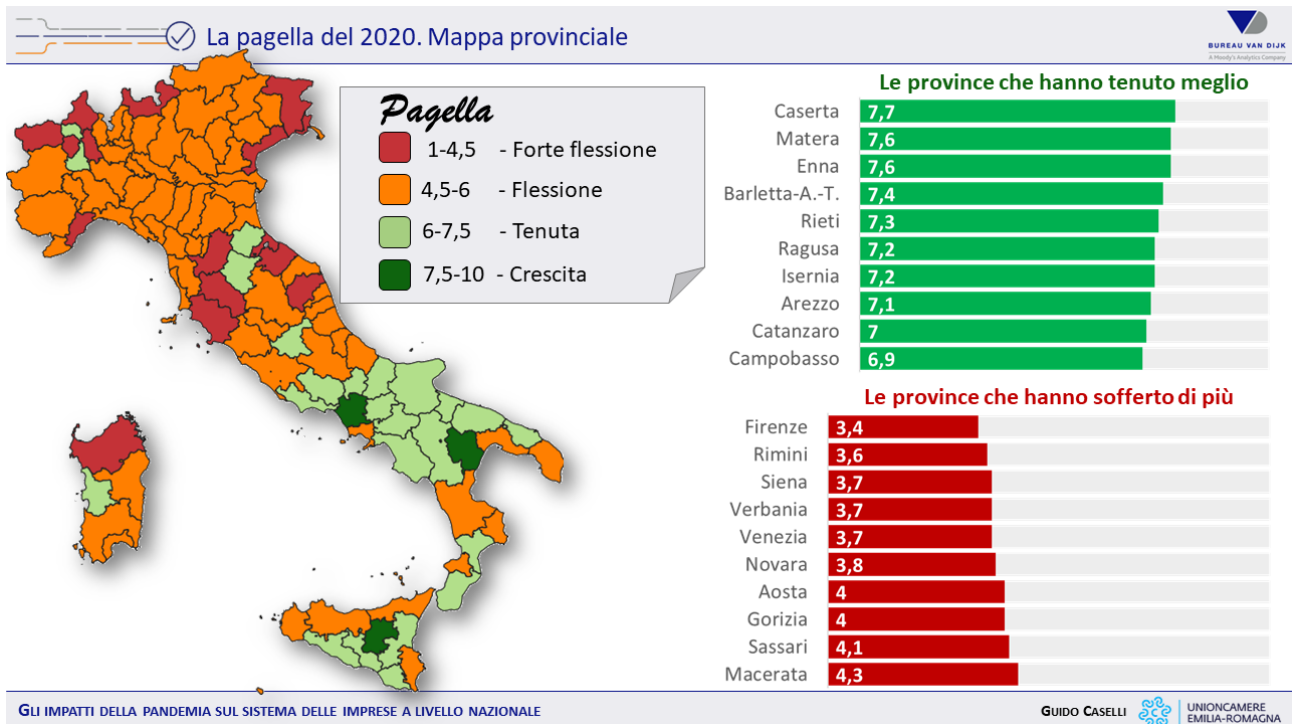 La pagella del 2020. Mappa provinciale
BUREAU VAN DIJK
A Moody's Analytics Company
Pagella
1-4,5 - Forte flessione
4,5-6 - Flessione
6-7,5 - Tenuta
7,5-10 - Crescita
Le province che hanno tenuto meglio
Caserta 7,7
Matera 7,6
Enna 7,6
Barletta-A.-T. 7,4
Rieti 7,3
Ragusa 7,2
Isernia 7,2
Arezzo 7,1
Catanzaro 7
Campobasso 6,9
Le province che hanno sofferto di più
Firenze 3,4
Rimini 3,6
Siena 3,7
Verbania 3,7
Venezia 3,7
Novara 3,8
Aosta 4
Gorizia 4
Sassari 4,1
Macerata 4,3
GLI IMPATTI DELLA PANDEMIA SUL SISTEMA DELLE IMPRESE A LIVELLO NAZIONALE
GUIDO CASELLI
UNIONCAMERE
EMILIA-ROMAGNA